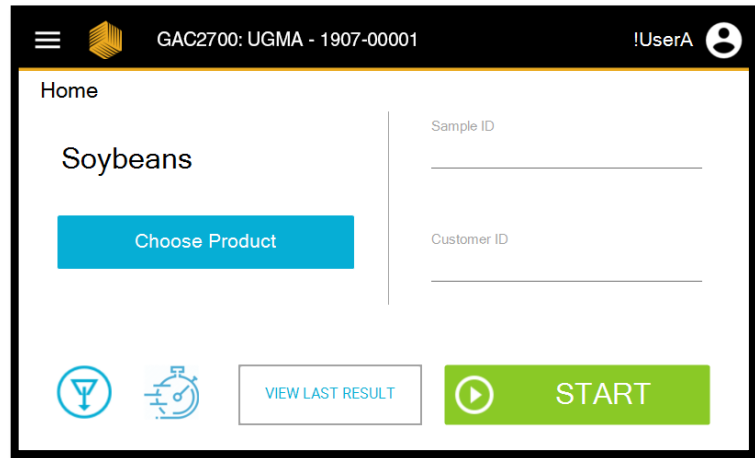 GAC2700: UGMA - 1907-00001
!UserA
Home
Soybeans
Choose Product
Sample ID
Customer ID
VIEW LAST RESULT
START